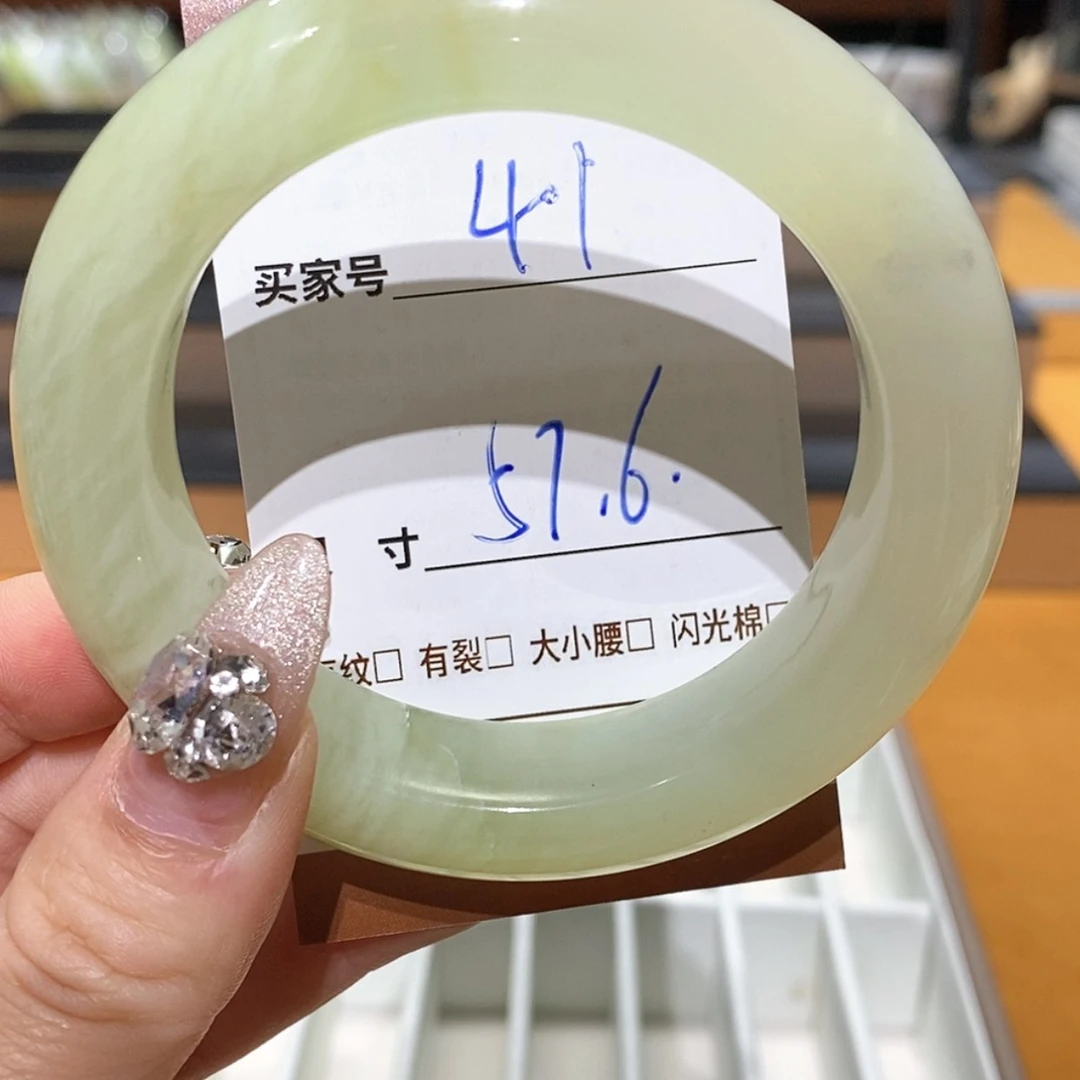 买家号 41
寸 57.6.
纹□ 有裂□ 大小腰□ 闪光棉□